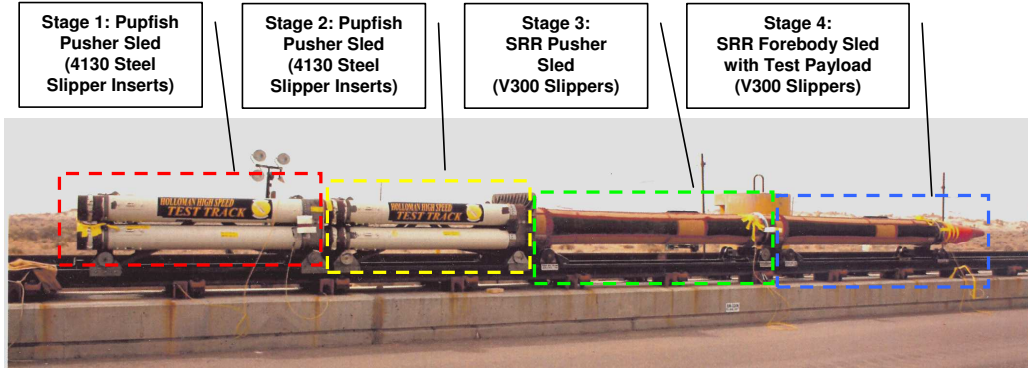 Stage 1: Pupfish
Pusher Sled
(4130 Steel
Slipper Inserts)
Stage 2: Pupfish
Pusher Sled
(4130 Steel
Slipper Inserts)
Stage 3:
SRR Pusher
Sled
(V300 Slippers)
Stage 4:
SRR Forebody Sled
with Test Payload
(V300 Slippers)
HOLLOMAN HIGH SPEED
TEST TRACK
HOLLOMAN HIGH SPEED
TEST TRACK